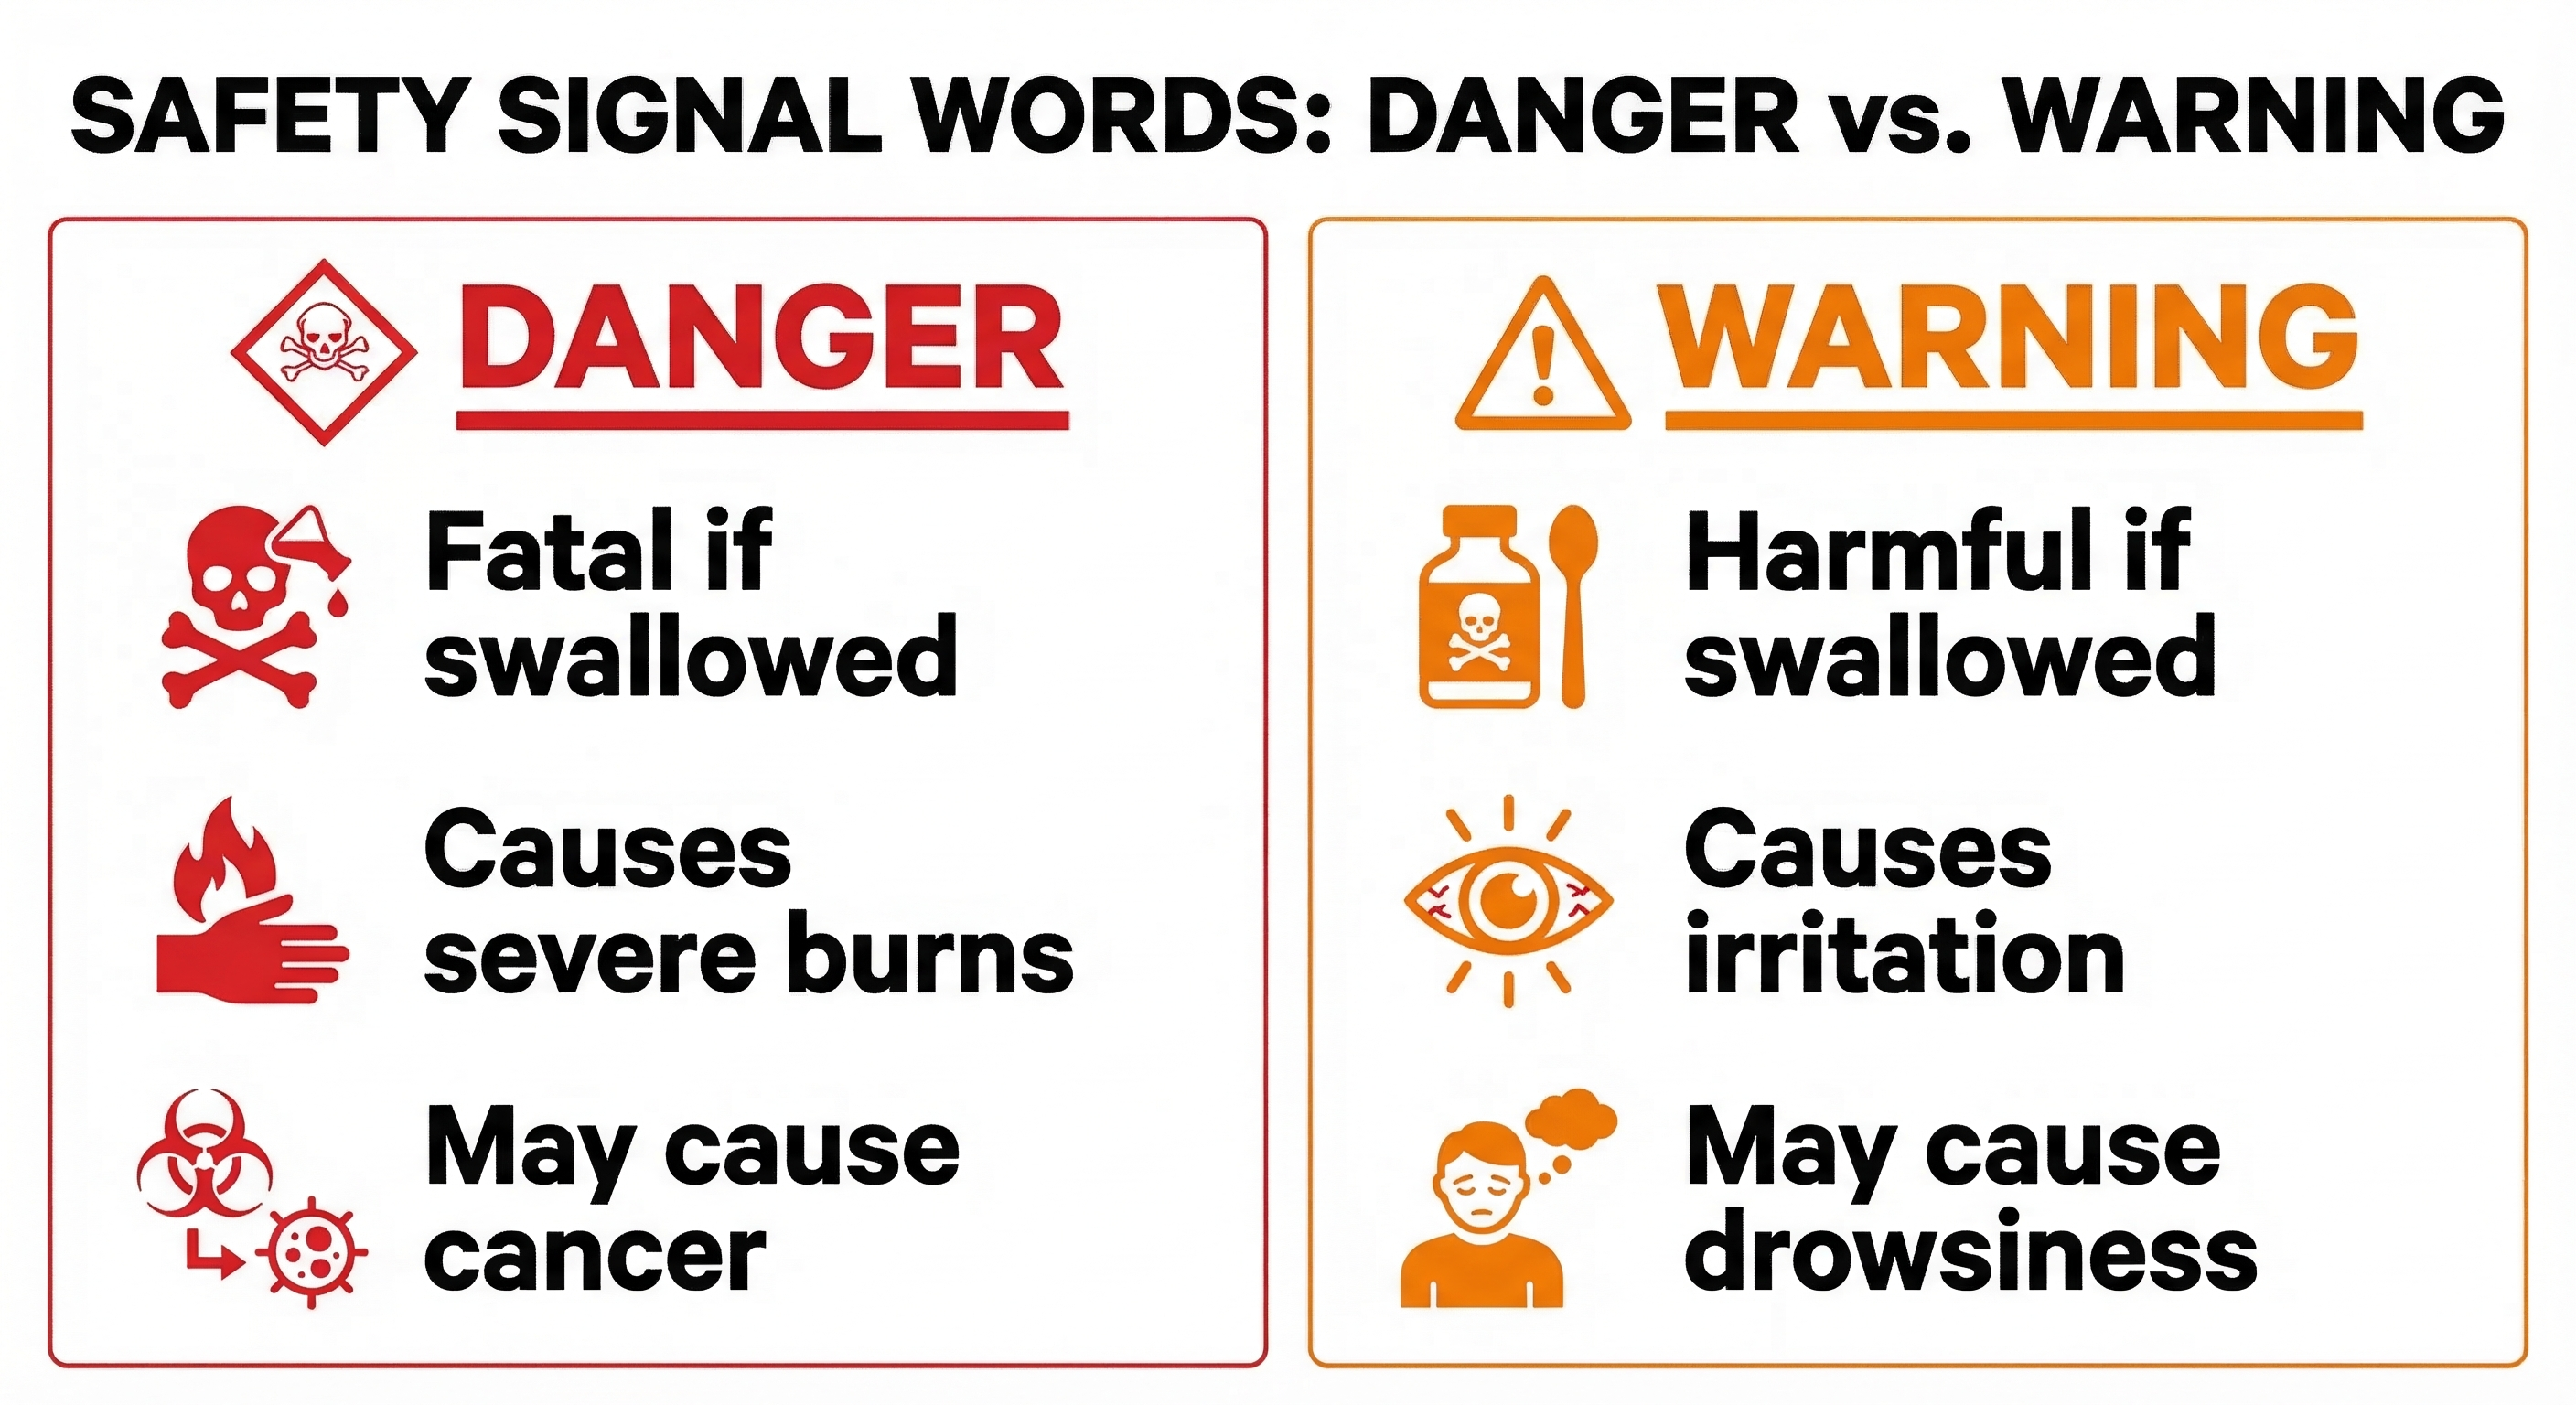 SAFETY SIGNAL WORDS: DANGER vs. WARNING
DANGER
Fatal if
swallowed
Causes
severe burns
May cause
cancer
WARNING
Harmful if
swallowed
Causes
irritation
May cause
drowsiness